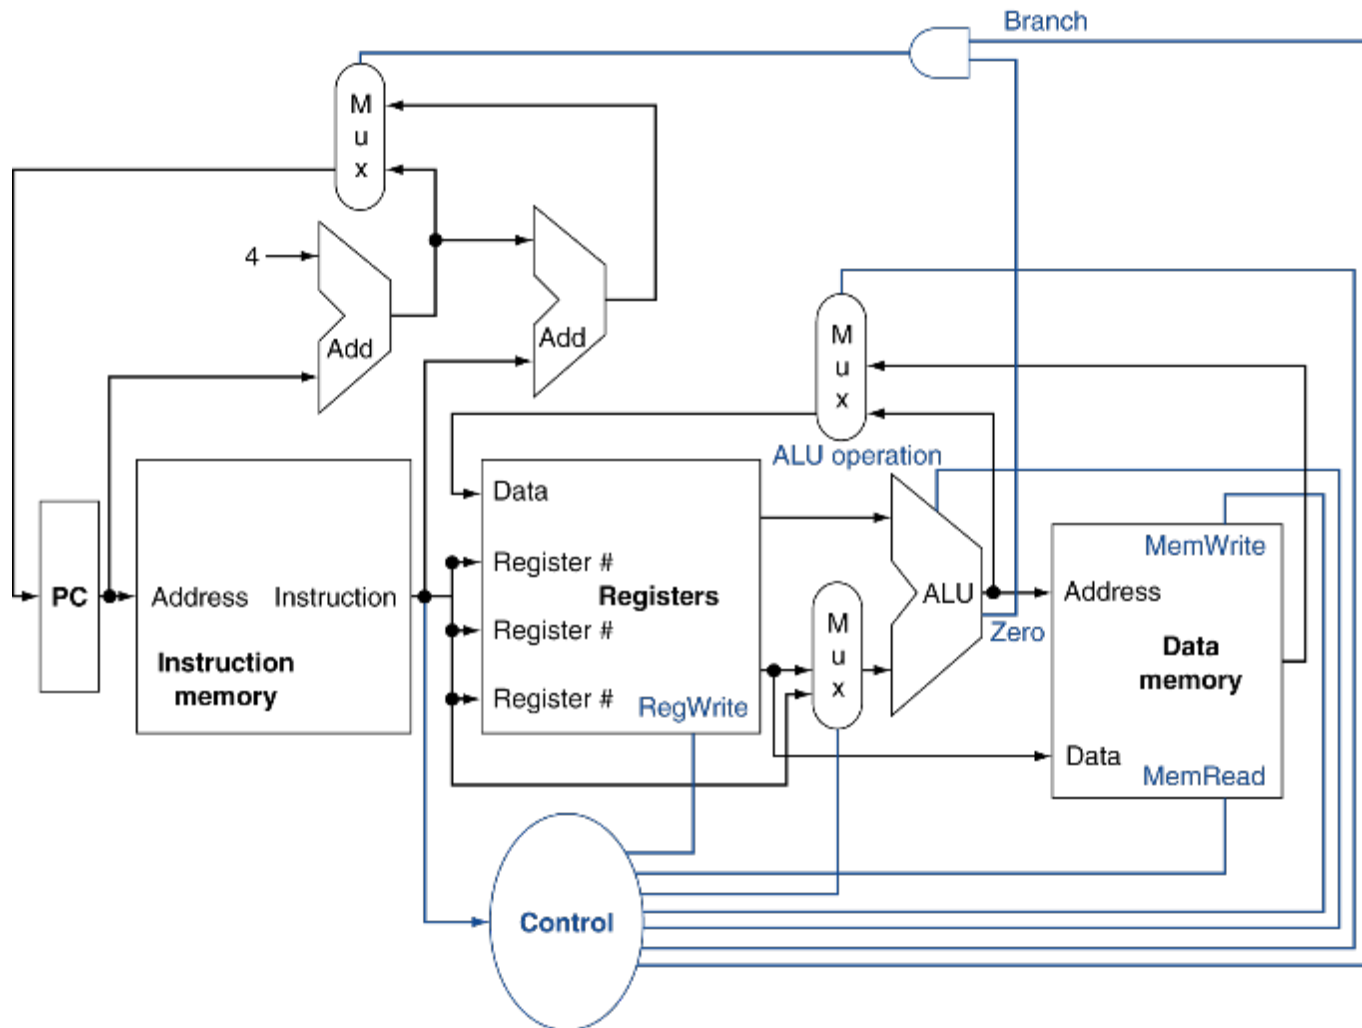 Branch
M
u
x
4
Add
Add
M
u
x
ALU operation
Data
MemWrite
Register #
PC
Address
Instruction
Registers
ALU
Address
M
u
x
Register #
Zero
Instruction
memory
Data
memory
Register #
RegWrite
Data
MemRead
Control